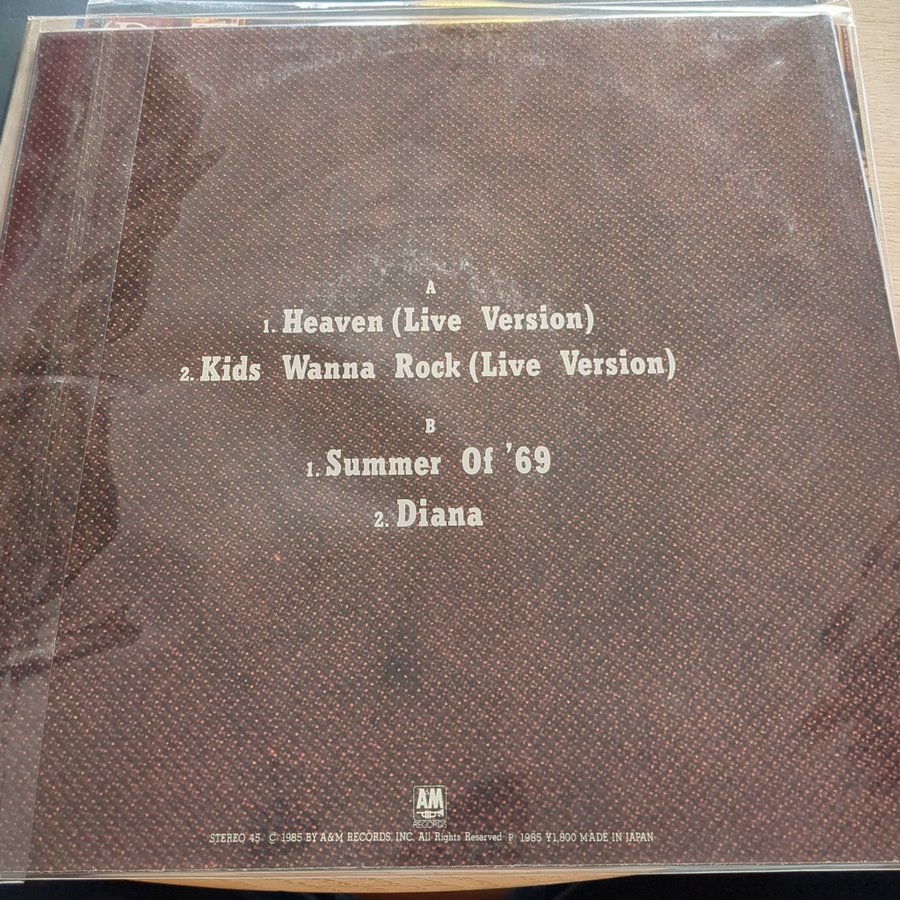 A
1. Heaven (Live Version)
2. Kids Wanna Rock (Live Version)
B
1. Summer Of '69
2. Diana
A&M
RECORDS
STEREO 45 © 1985 BY A&M RECORDS, INC. All Rights Reserved ℗ 1985 ¥1,800 MADE IN JAPAN